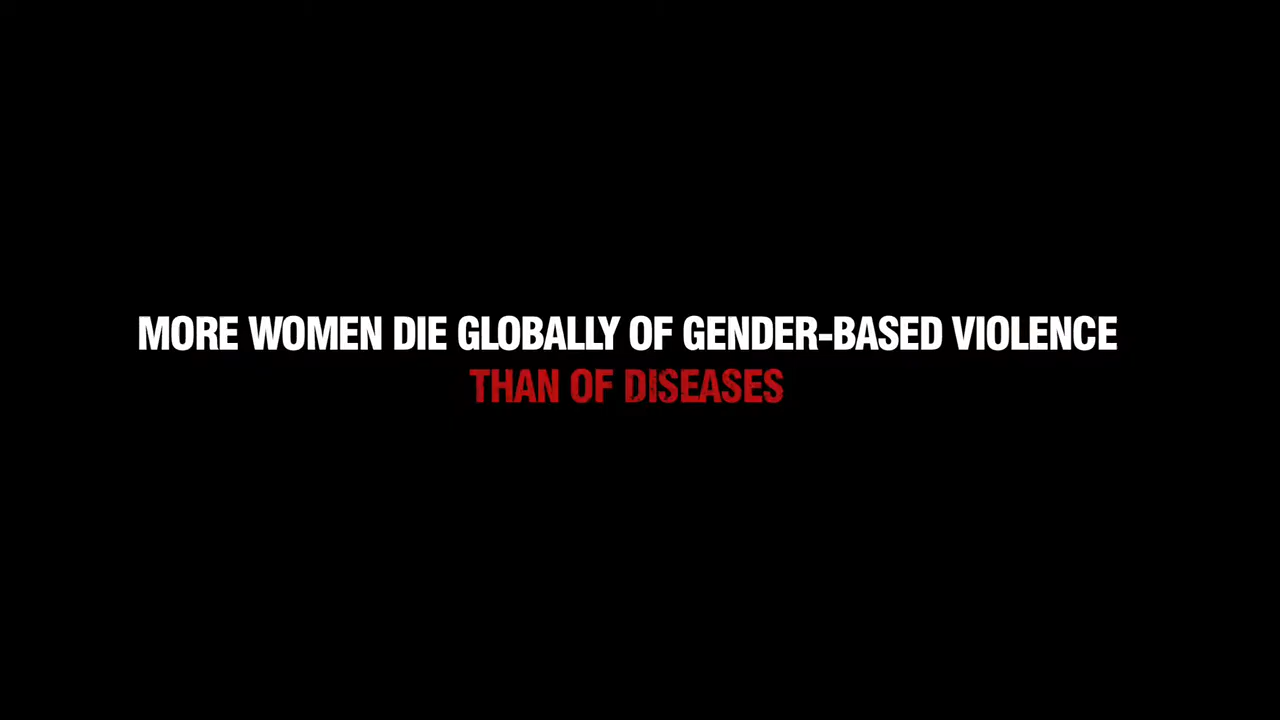 MORE WOMEN DIE GLOBALLY OF GENDER-BASED VIOLENCE
THAN OF DISEASES